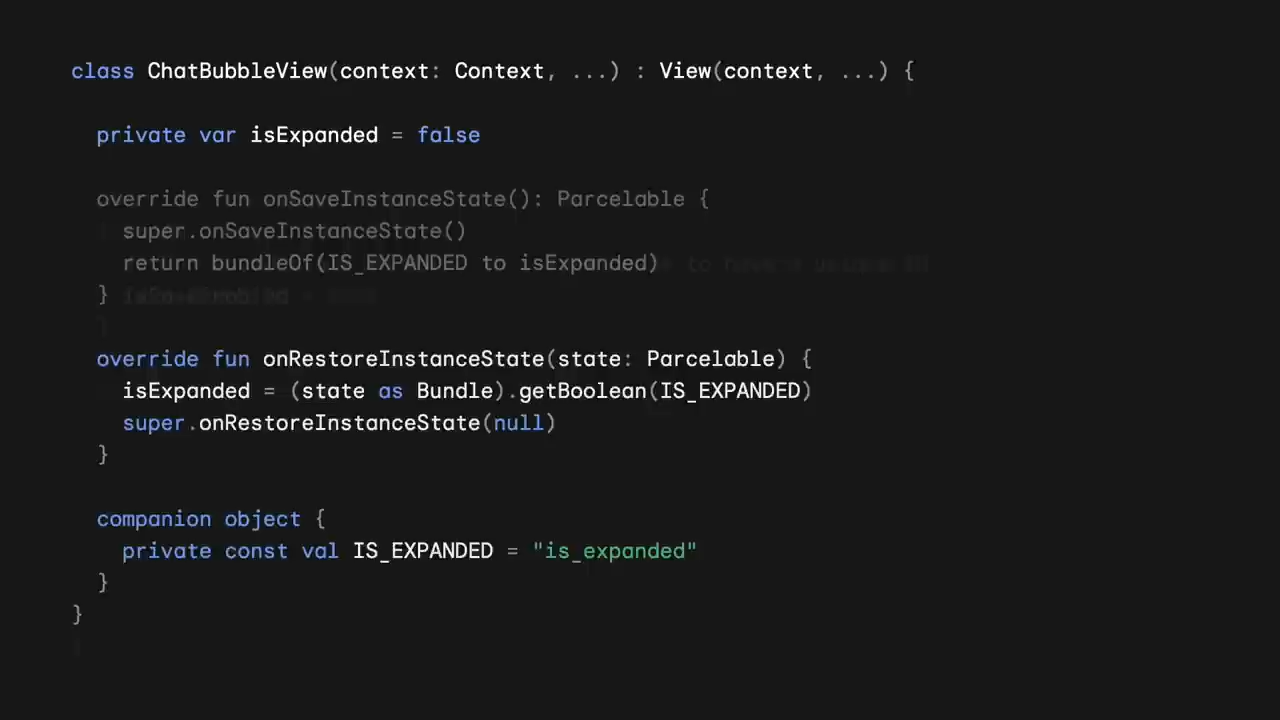 class ChatBubbleView(context: Context, ...) : View(context, ...) {
private var isExpanded = false
override fun onSaveInstanceState(): Parcelable {
super.onSaveInstanceState()
return bundleOf(IS_EXPANDED to isExpanded)
}
override fun onRestoreInstanceState(state: Parcelable) {
isExpanded = (state as Bundle).getBoolean(IS_EXPANDED)
super.onRestoreInstanceState(null)
}
companion object {
private const val IS_EXPANDED = "is_expanded"
}
}